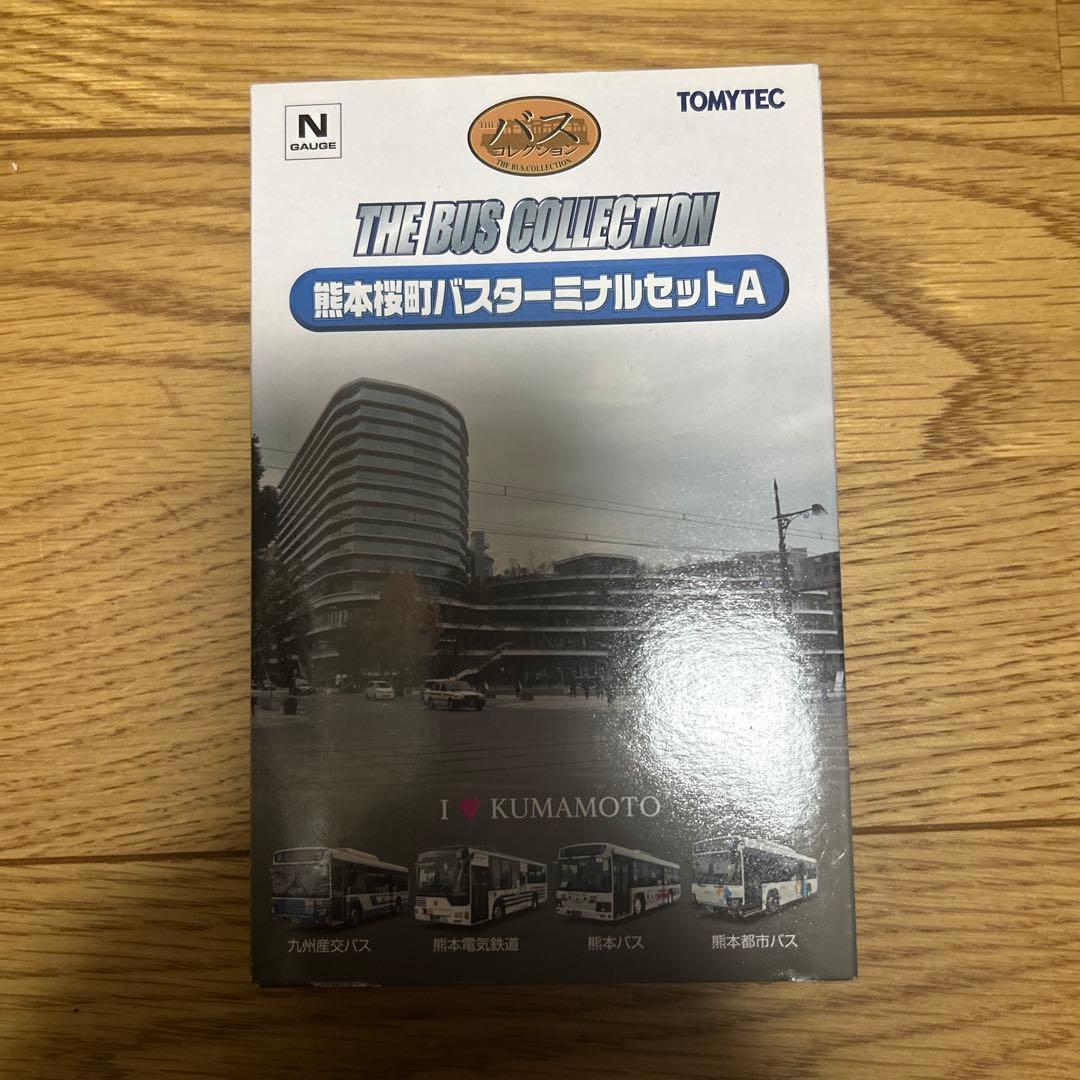 N
GAUGE
THE
バス
コレクション
THE BUS COLLECTION
TOMYTEC
THE BUS COLLECTION
熊本桜町バスターミナルセットA
I ♥ KUMAMOTO
九州産交バス
熊本電気鉄道
熊本バス
熊本都市バス